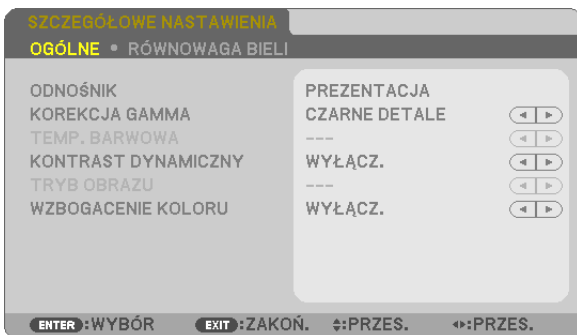 SZCZEGÓŁOWE NASTAWIENIA
OGÓLNE • RÓWNOWAGA BIELI
ODNOŚNIK PREZENTACJA
KOREKCJA GAMMA CZARNE DETALE
TEMP. BARWOWA ---
KONTRAST DYNAMICZNY WYŁĄCZ.
TRYB OBRAZU ---
WZBOGACENIE KOLORU WYŁĄCZ.
ENTER :WYBÓR EXIT :ZAKOŃ. :PRZES. :PRZES.